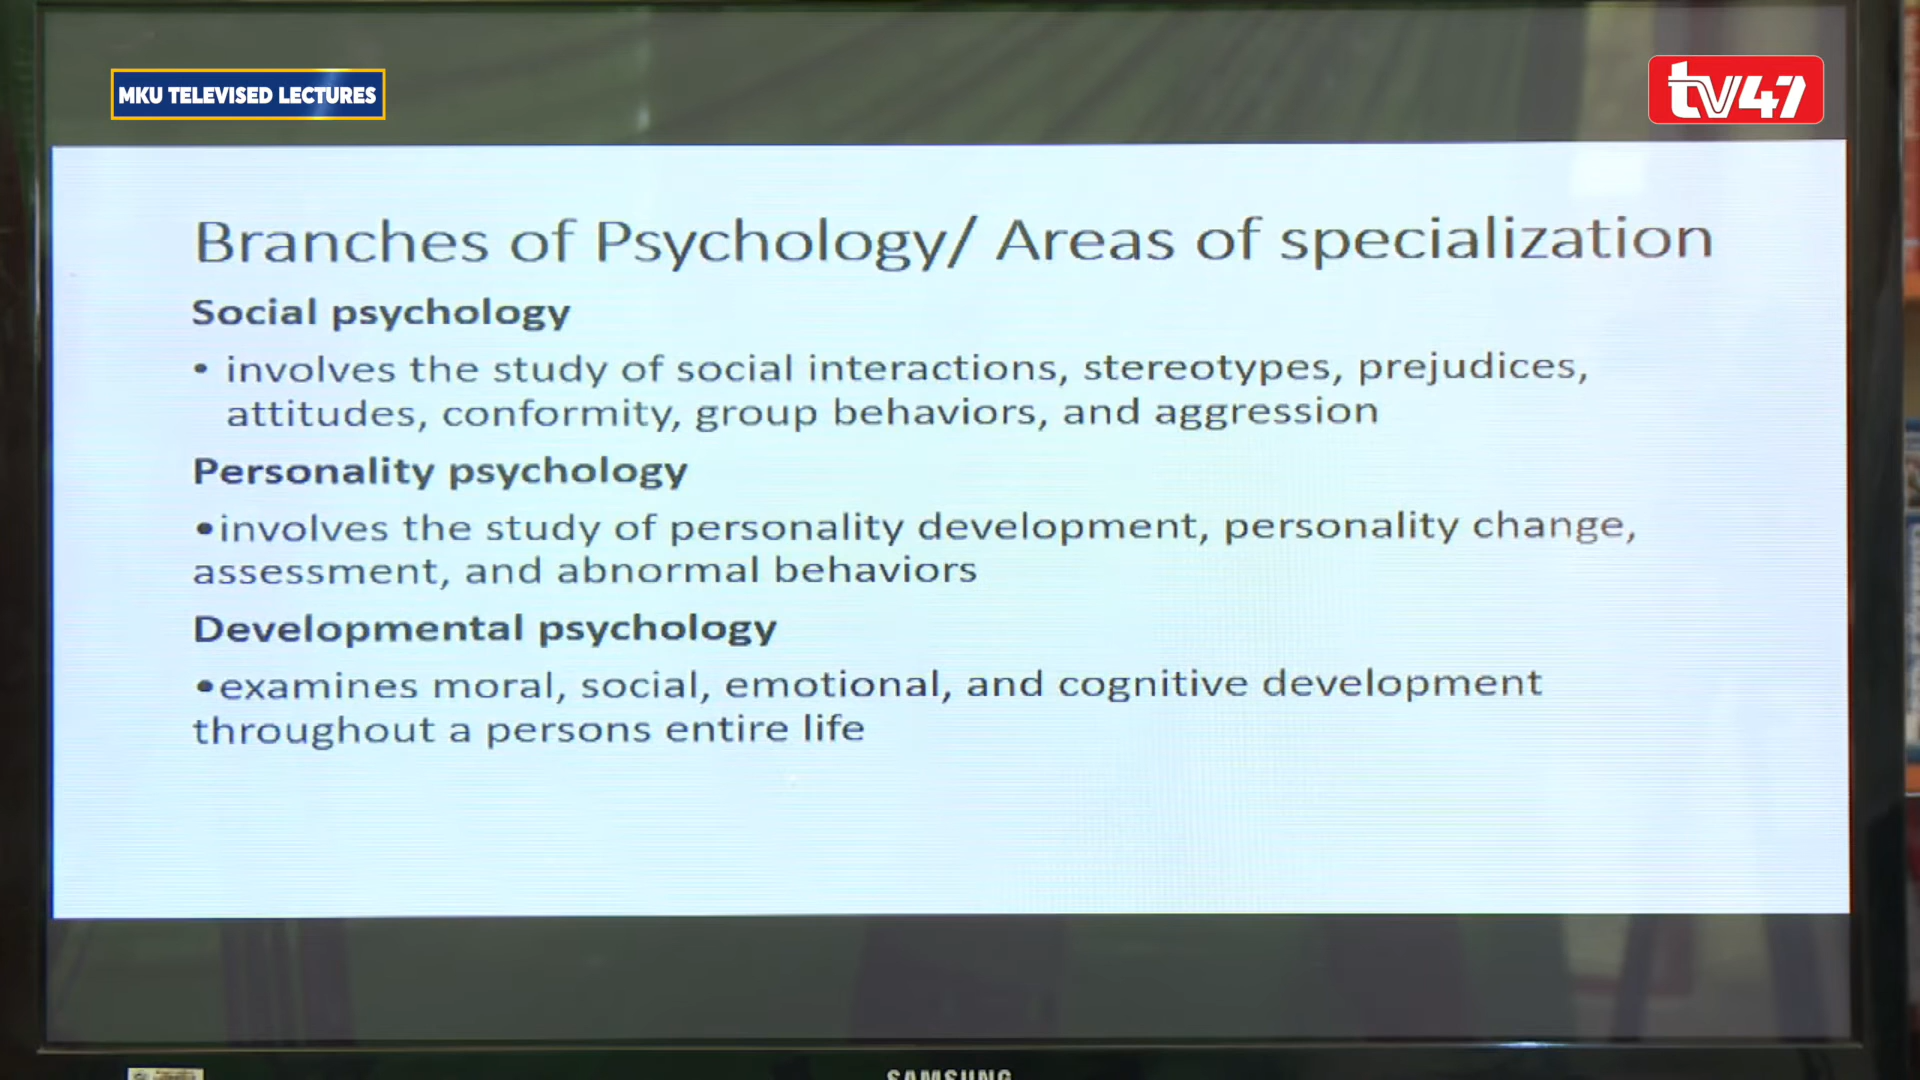 MKU TELEVISED LECTURES
tv47
Branches of Psychology/ Areas of specialization
Social psychology
• involves the study of social interactions, stereotypes, prejudices,
attitudes, conformity, group behaviors, and aggression
Personality psychology
•involves the study of personality development, personality change,
assessment, and abnormal behaviors
Developmental psychology
•examines moral, social, emotional, and cognitive development
throughout a persons entire life
SAMSUNG